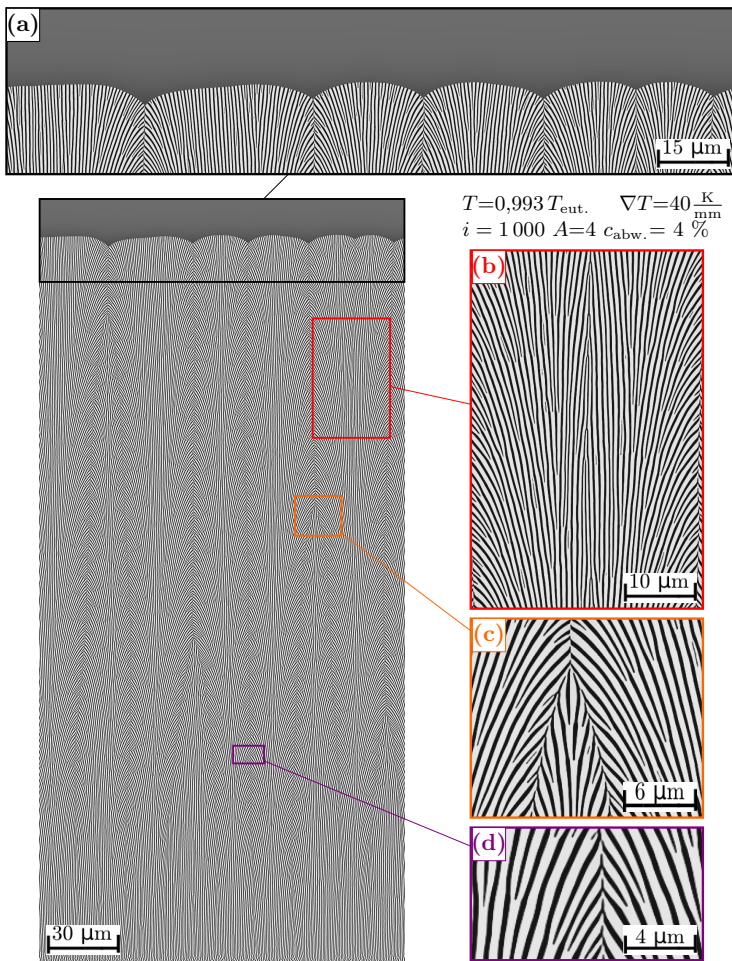 (a)
15 μm
T=0,993 T_eut. ∇T=40 K/mm
i = 1 000 A=4 c_abw.= 4 %
(b)
10 μm
(c)
6 μm
(d)
30 μm
4 μm